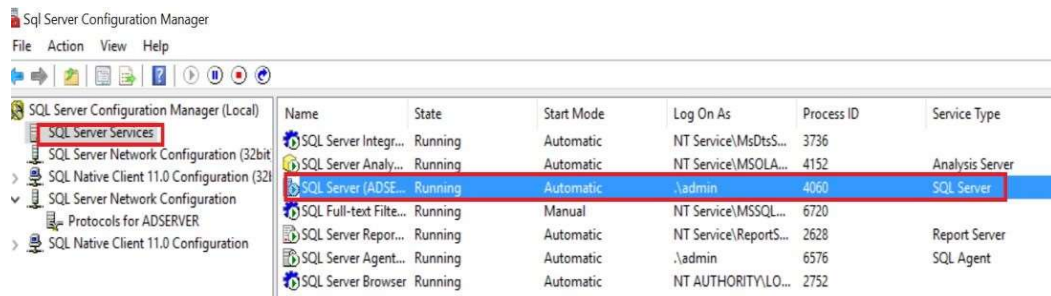 Sql Server Configuration Manager
File Action View Help
SQL Server Configuration Manager (Local)
SQL Server Services
SQL Server Network Configuration (32bit
SQL Native Client 11.0 Configuration (32
SQL Server Network Configuration
Protocols for ADSERVER
SQL Native Client 11.0 Configuration
Name State Start Mode Log On As Process ID Service Type
SQL Server Integr... Running Automatic NT Service\MsDtsS... 3736
SQL Server Analy... Running Automatic NT Service\MSOLA... 4152 Analysis Server
SQL Server (ADSE... Running Automatic .\admin 4060 SQL Server
SQL Full-text Filte... Running Manual NT Service\MSSQL... 6720
SQL Server Repor... Running Automatic NT Service\ReportS... 2628 Report Server
SQL Server Agent... Running Automatic .\admin 6576 SQL Agent
SQL Server Browser Running Automatic NT AUTHORITY\LO... 2752